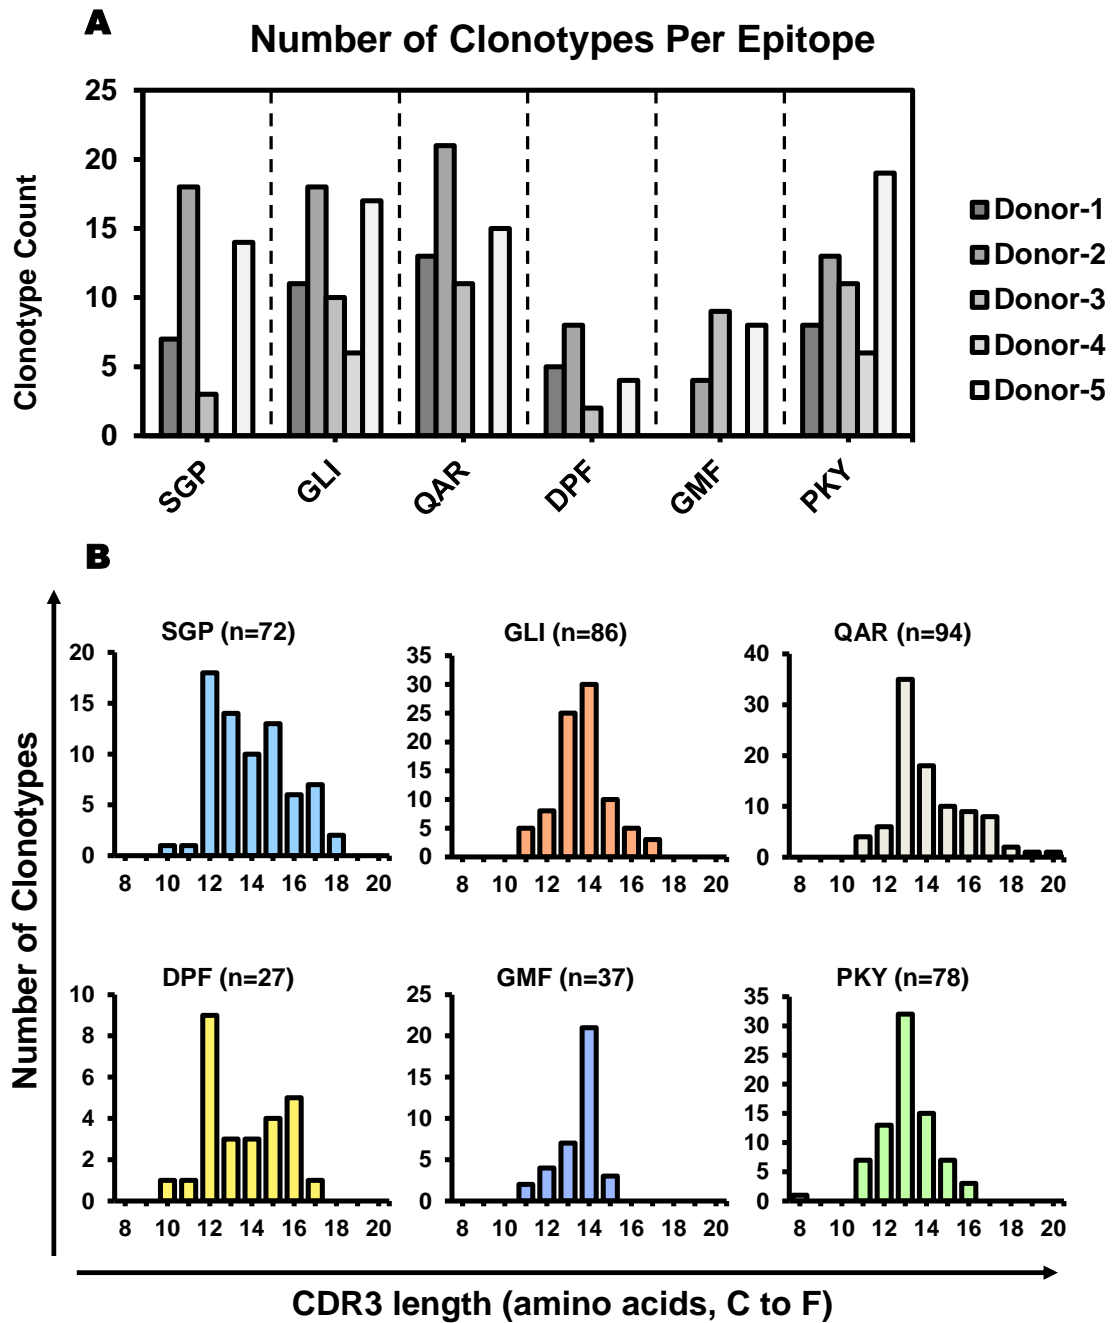 A
Number of Clonotypes Per Epitope
Clonotype Count
25
20
15
10
5
0
SGP GLI QAR DPF GMF PKY
Donor-1
Donor-2
Donor-3
Donor-4
Donor-5
B
Number of Clonotypes
SGP (n=72)
20
15
10
5
0
8 10 12 14 16 18 20
GLI (n=86)
35
30
25
20
15
10
5
0
8 10 12 14 16 18 20
QAR (n=94)
40
30
20
10
0
8 10 12 14 16 18 20
DPF (n=27)
10
8
6
4
2
0
8 10 12 14 16 18 20
GMF (n=37)
25
20
15
10
5
0
8 10 12 14 16 18 20
PKY (n=78)
35
30
25
20
15
10
5
0
8 10 12 14 16 18 20
CDR3 length (amino acids, C to F)